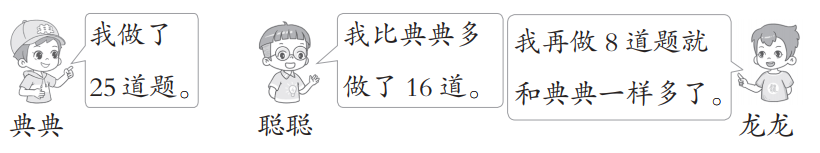 我做了
25道题。
典典
我比典典多
做了16道。
聪聪
我再做8道题就
和典典一样多了。
龙龙